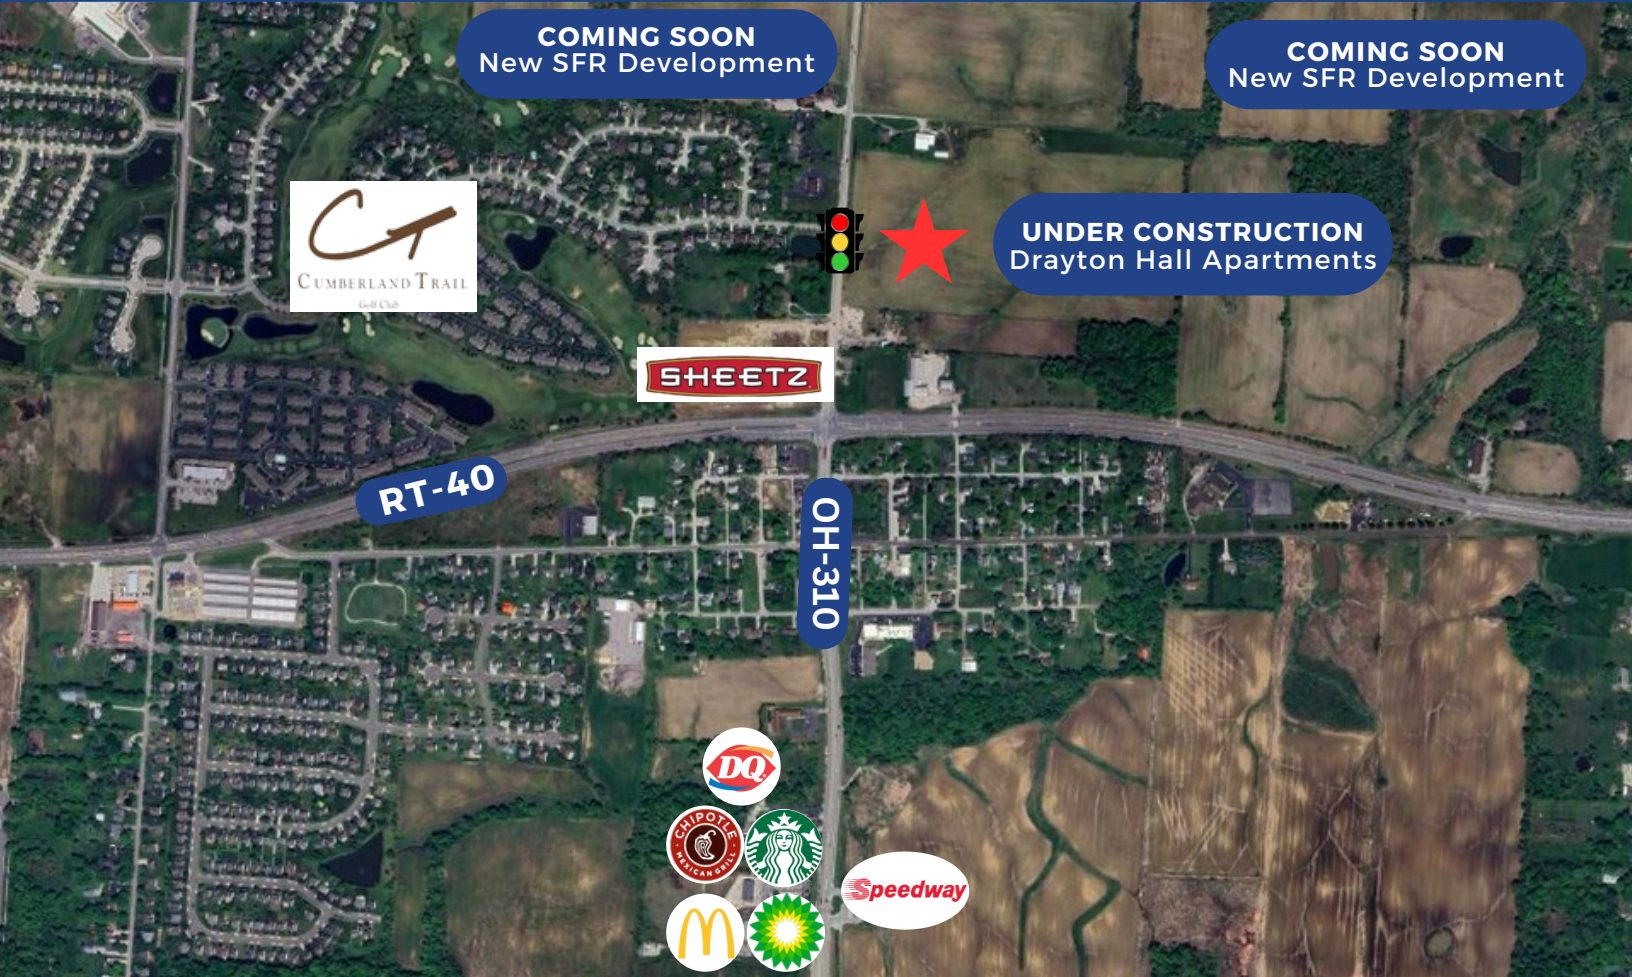 COMING SOON
New SFR Development
COMING SOON
New SFR Development
CT
CUMBERLAND TRAIL
Golf Club
UNDER CONSTRUCTION
Drayton Hall Apartments
SHEETZ
RT-40
OH-310
DQ
CHIPOTLE
MEXICAN GRILL
Speedway